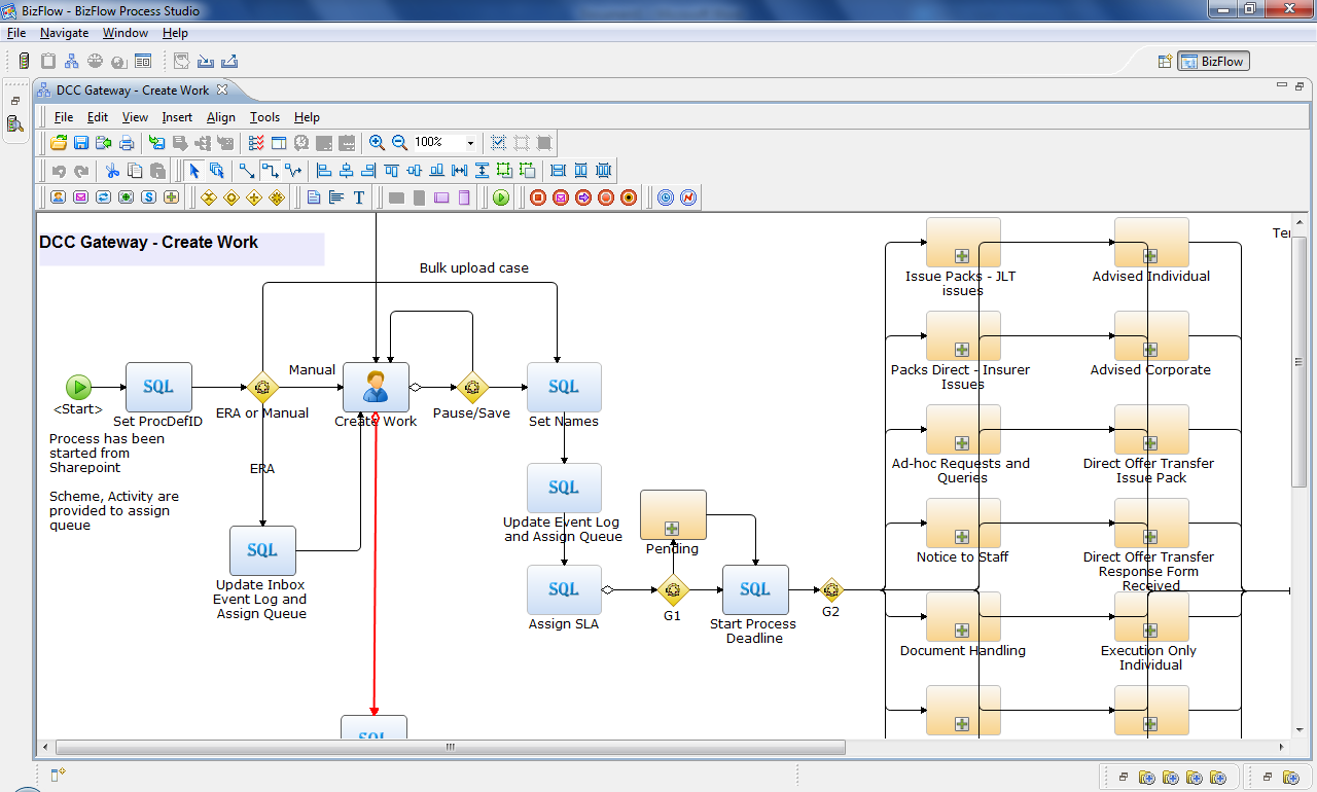 BizFlow - BizFlow Process Studio
File Navigate Window Help
BizFlow
DCC Gateway - Create Work
File Edit View Insert Align Tools Help
100%
S
T
DCC Gateway - Create Work
Bulk upload case
Manual
SQL
SQL
<Start>
Set ProcDefID
ERA or Manual
Create Work
Pause/Save
Set Names
Process has been
started from
Sharepoint
Scheme, Activity are
provided to assign
queue
ERA
SQL
Update Inbox
Event Log and
Assign Queue
SQL
Update Event Log
and Assign Queue
Pending
SQL
Assign SLA
G1
SQL
Start Process
Deadline
G2
SQL
Issue Packs - JLT
issues
Packs Direct - Insurer
Issues
Ad-hoc Requests and
Queries
Notice to Staff
Document Handling
Advised Individual
Advised Corporate
Direct Offer Transfer
Issue Pack
Direct Offer Transfer
Response Form
Received
Execution Only
Individual